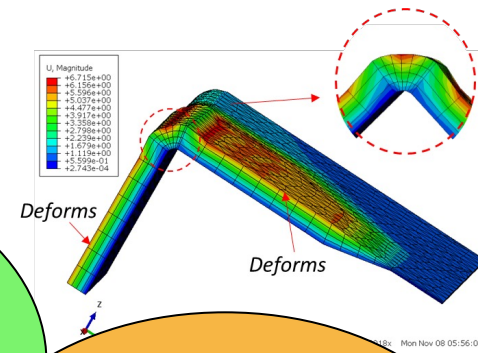 U, Magnitude
+6.715e+00
+6.156e+00
+5.596e+00
+5.037e+00
+4.477e+00
+3.917e+00
+3.358e+00
+2.798e+00
+2.239e+00
+1.679e+00
+1.119e+00
+5.599e-01
+2.743e-04
Deforms
Deforms
Z
Mon Nov 08 05:56:0